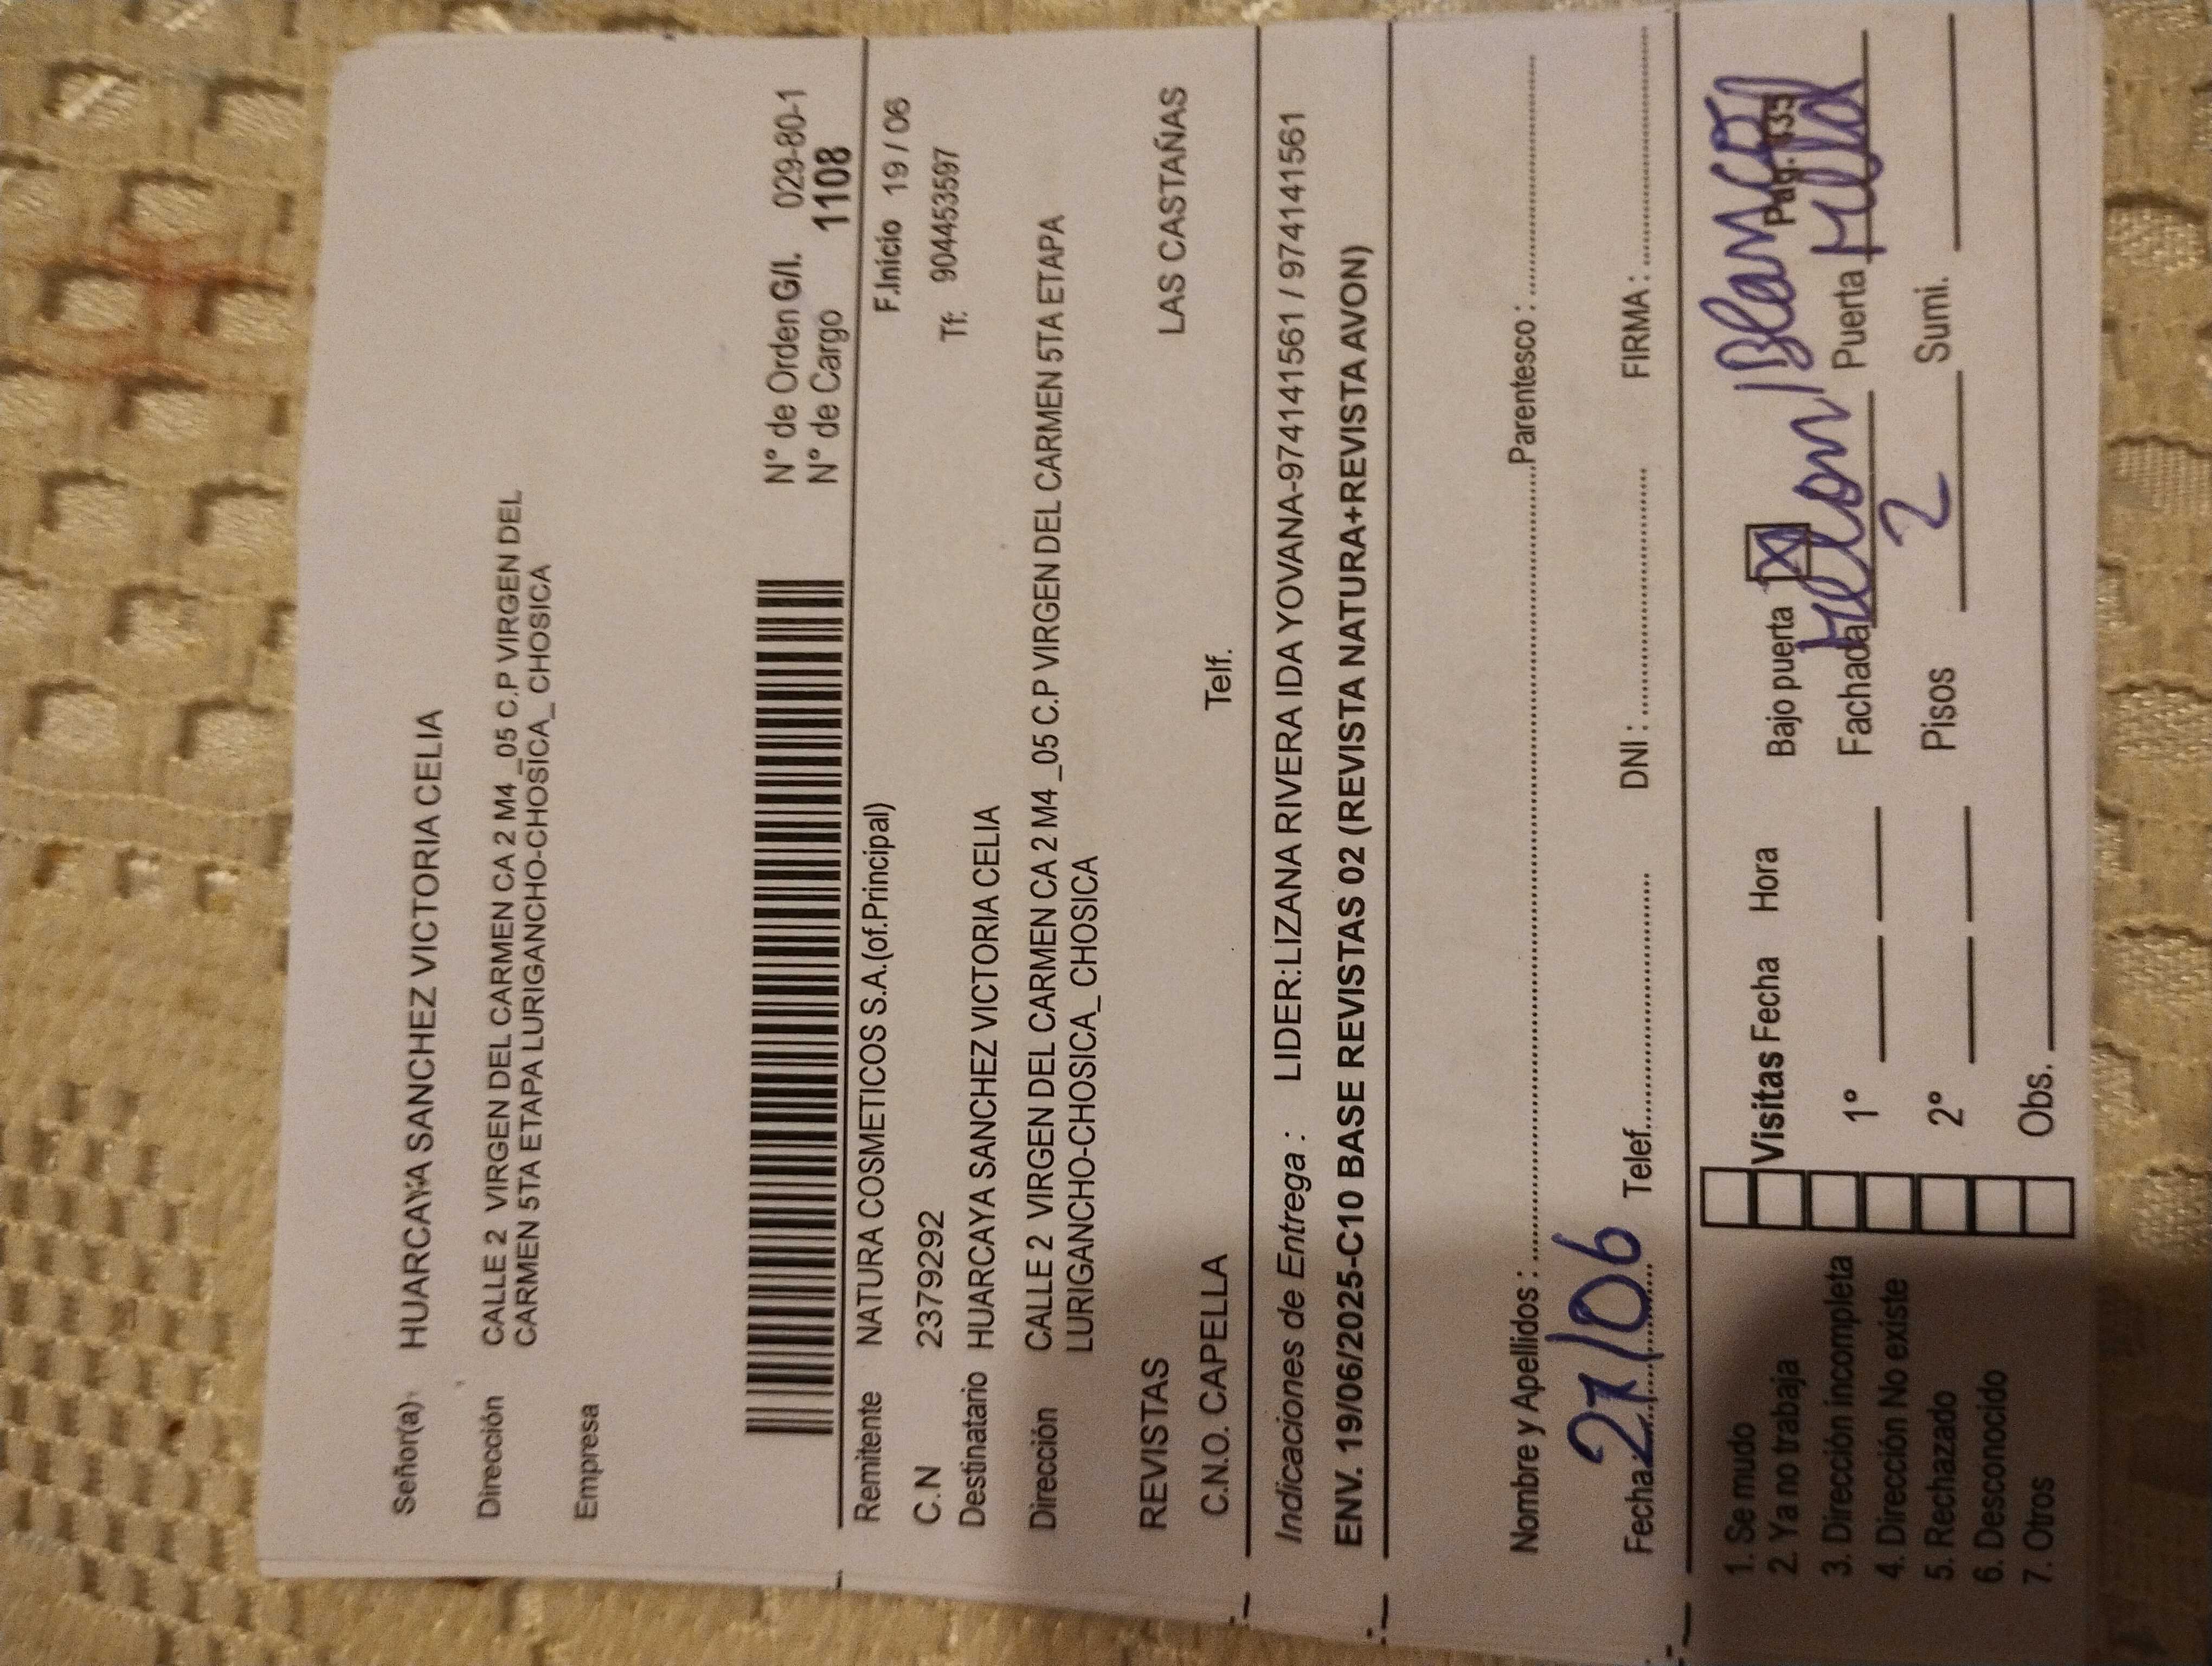 Señor(a) HUARCAYA SANCHEZ VICTORIA CELIA
Dirección CALLE 2 VIRGEN DEL CARMEN CA 2 M4 _05 C.P VIRGEN DEL
CARMEN 5TA ETAPA LURIGANCHO-CHOSICA_ CHOSICA
Empresa
N° de Orden G/I. 029-80-1
N° de Cargo 1108
Remitente NATURA COSMETICOS S.A.(of.Principal) F.Inicio 19 / 06
C.N 2379292 Tf: 904453597
Destinatario HUARCAYA SANCHEZ VICTORIA CELIA
Dirección CALLE 2 VIRGEN DEL CARMEN CA 2 M4 _05 C.P VIRGEN DEL CARMEN 5TA ETAPA
LURIGANCHO-CHOSICA_ CHOSICA
REVISTAS LAS CASTAÑAS
C.N.O. CAPELLA Telf.
Indicaciones de Entrega : LIDER:LIZANA RIVERA IDA YOVANA-974141561 / 974141561
ENV. 19/06/2025-C10 BASE REVISTAS 02 (REVISTA NATURA+REVISTA AVON)
Nombre y Apellidos : Parentesco :
Fecha: 21/06 Telef. DNI : FIRMA :
1. Se mudo
2. Ya no trabaja
3. Dirección incompleta
4. Dirección No existe
5. Rechazado
6. Desconocido
7. Otros
Visitas Fecha Hora Bajo puerta X
1° Fachada Puerta
2° Pisos 2 Sumi.
Obs.
Blanco